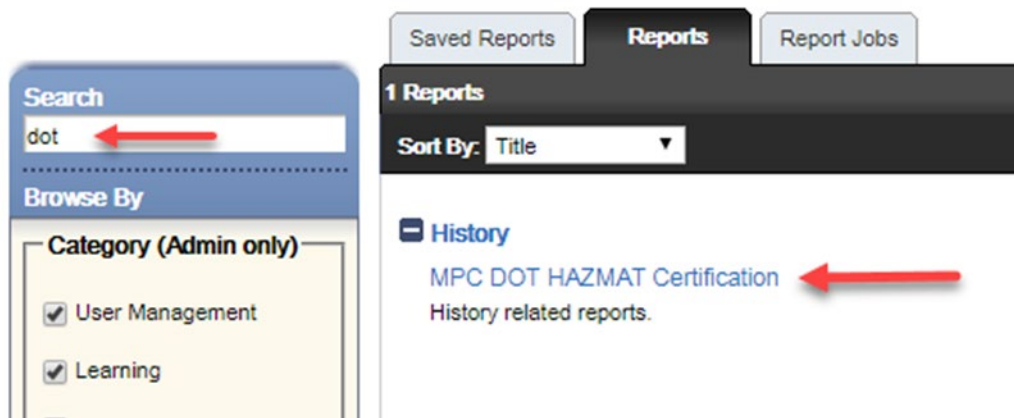 Saved Reports
Reports
Report Jobs
Search
dot
Browse By
Category (Admin only)
User Management
Learning
1 Reports
Sort By: Title
History
MPC DOT HAZMAT Certification
History related reports.